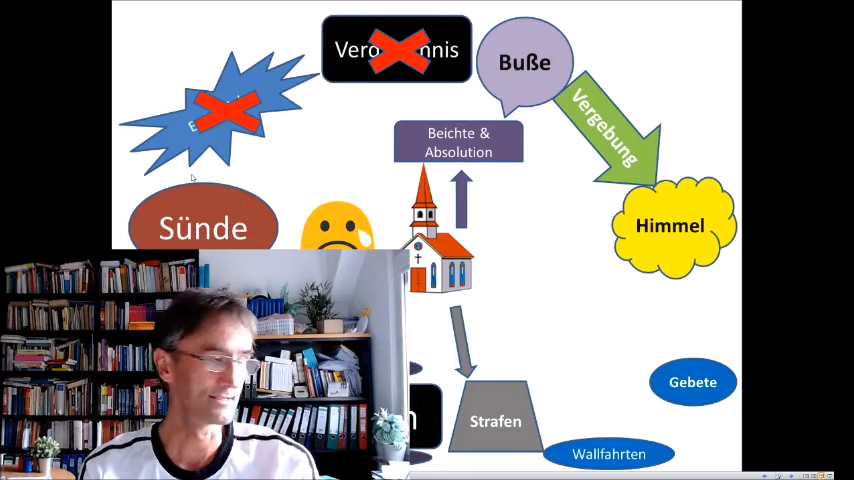 Buße
Vergebung
Beichte &
Absolution
Sünde
Himmel
Gebete
Strafen
Wallfahrten